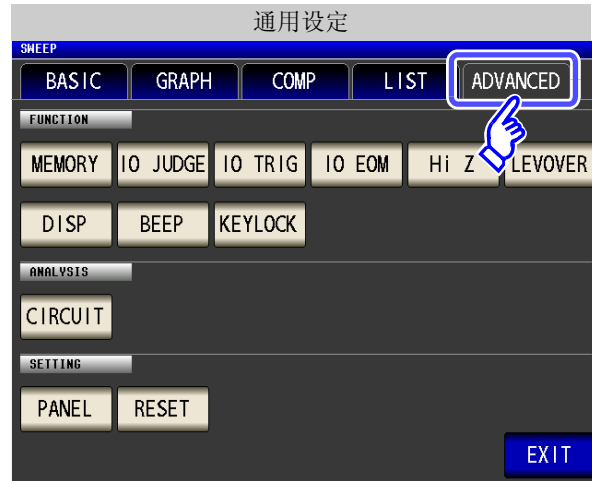 通用设定
SWEEP
BASIC GRAPH COMP LIST ADVANCED
FUNCTION
MEMORY IO JUDGE IO TRIG IO EOM Hi Z LEVOVER
DISP BEEP KEYLOCK
ANALYSIS
CIRCUIT
SETTING
PANEL RESET
EXIT